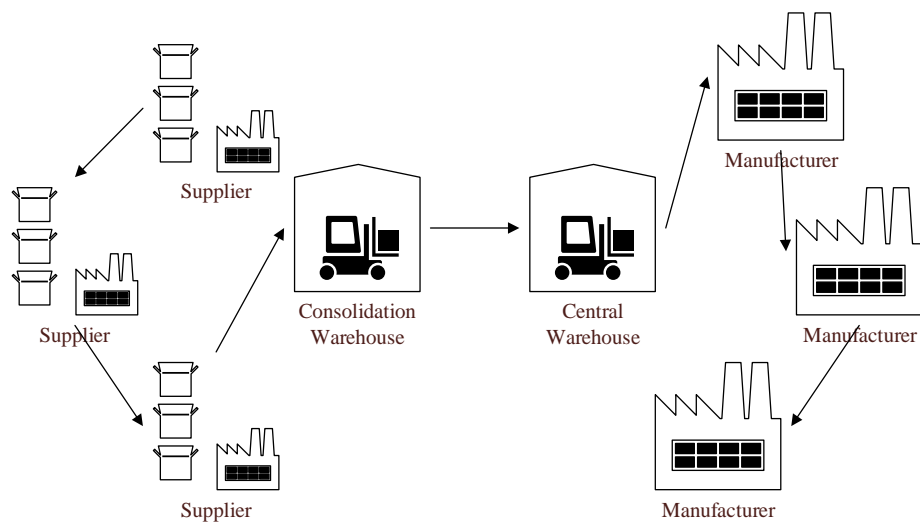 Manufacturer
Supplier
Consolidation
Warehouse
Central
Warehouse
Supplier
Manufacturer
Supplier
Manufacturer